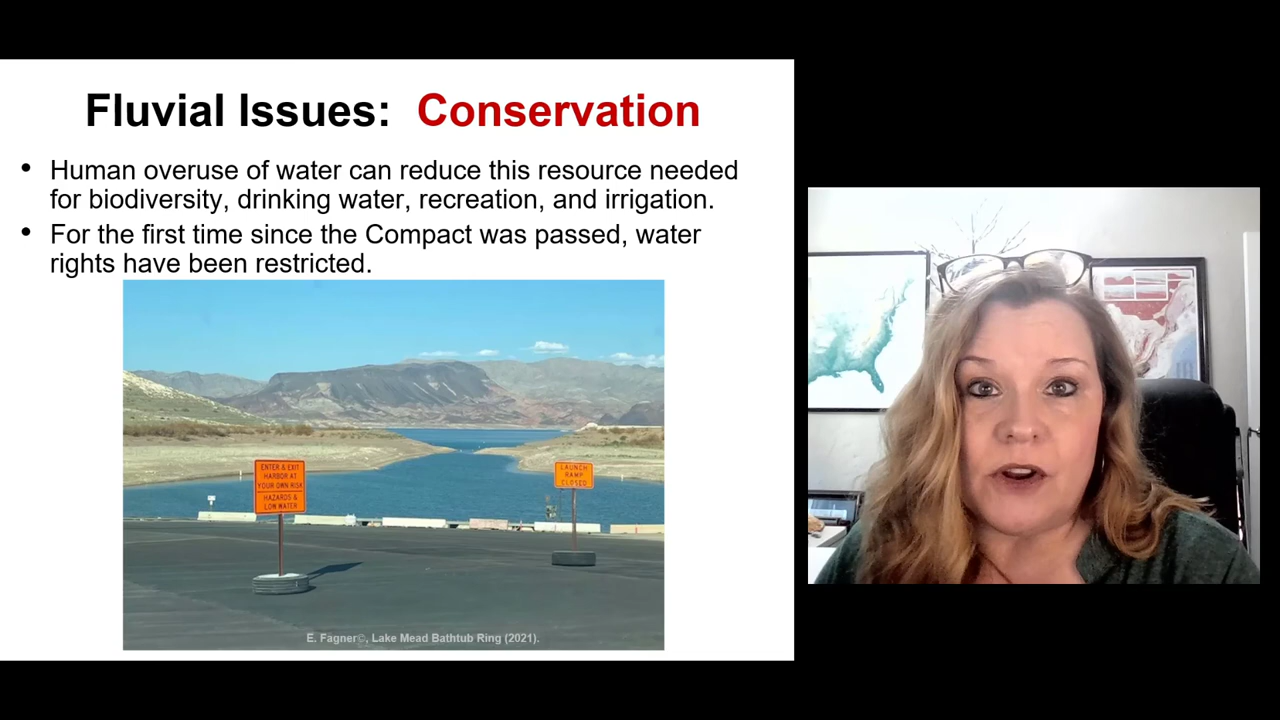 Fluvial Issues: Conservation
• Human overuse of water can reduce this resource needed
for biodiversity, drinking water, recreation, and irrigation.
• For the first time since the Compact was passed, water
rights have been restricted.
ENTER & EXIT
HARBOR AT
YOUR OWN RISK
HAZARDS &
LOW WATER
LAUNCH
RAMP
CLOSED
E. Fagner©, Lake Mead Bathtub Ring (2021).